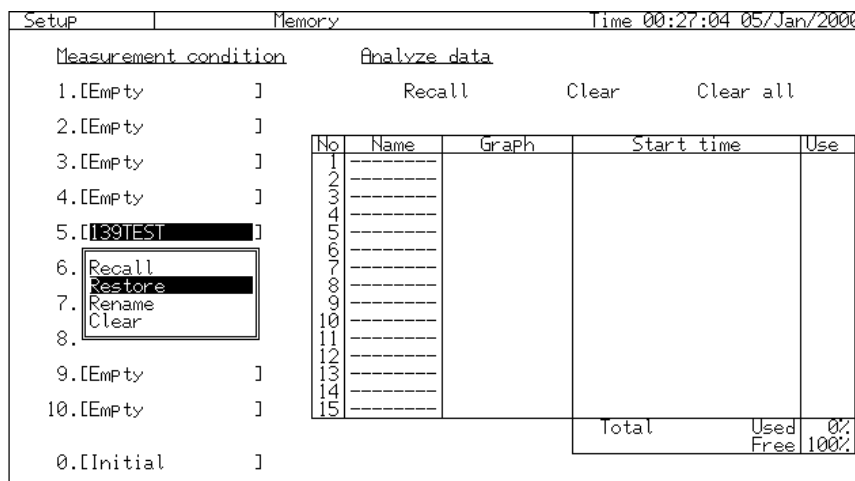 Setup Memory Time 00:27:04 05/Jan/2000
Measurement condition
1.[Empty ]
2.[Empty ]
3.[Empty ]
4.[Empty ]
5.[139TEST ]
6.
Recall
Restore
7.
Rename
Clear
8.
9.[Empty ]
10.[Empty ]
0.[Initial ]
Analyze data
Recall Clear Clear all
No Name Graph Start time Use
1 --------
2 --------
3 --------
4 --------
5 --------
6 --------
7 --------
8 --------
9 --------
10 --------
11 --------
12 --------
13 --------
14 --------
15 --------
Total Used 0%
Free 100%